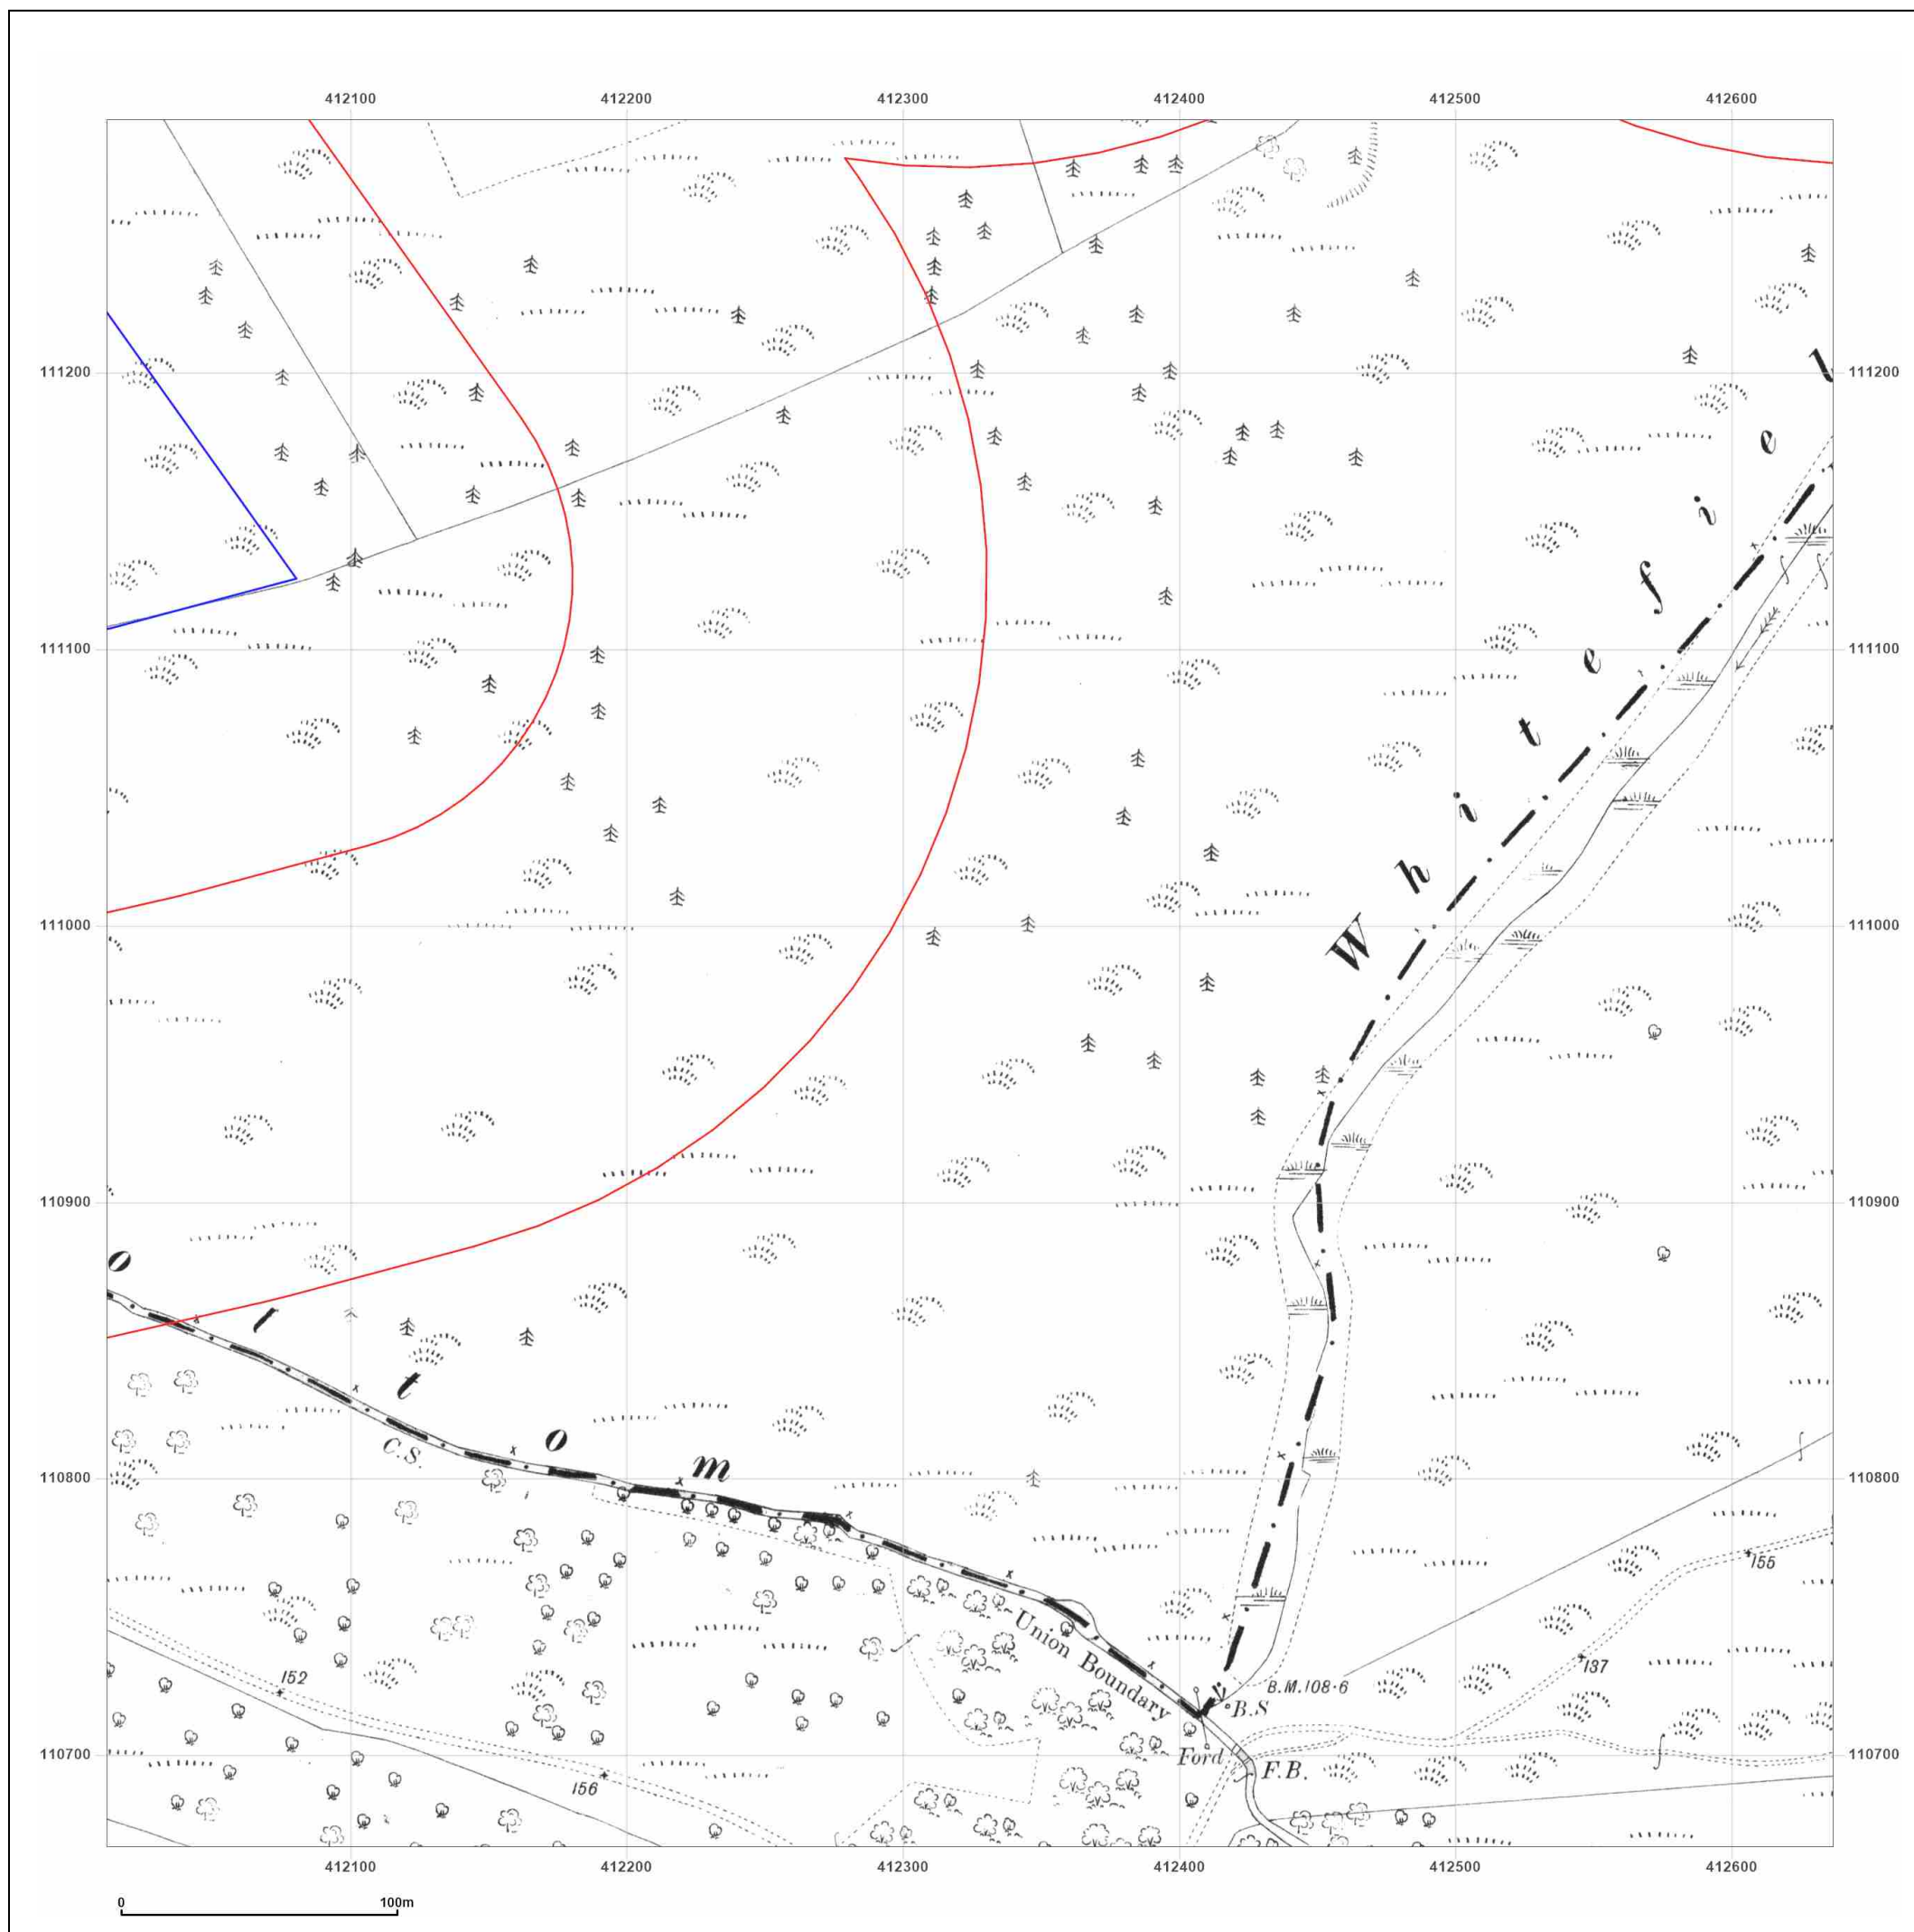 412100 412200 412300 412400 412500 412600
111200 111200
111100 111100
111000 111000
110900 110900
110800 110800
110700 110700
W h i t e f i e l
o l t o m
C.S.
Union Boundary
B.M.108·6
B.S
Ford
F.B.
155
137
152
156
412100 412200 412300 412400 412500 412600
0 100m